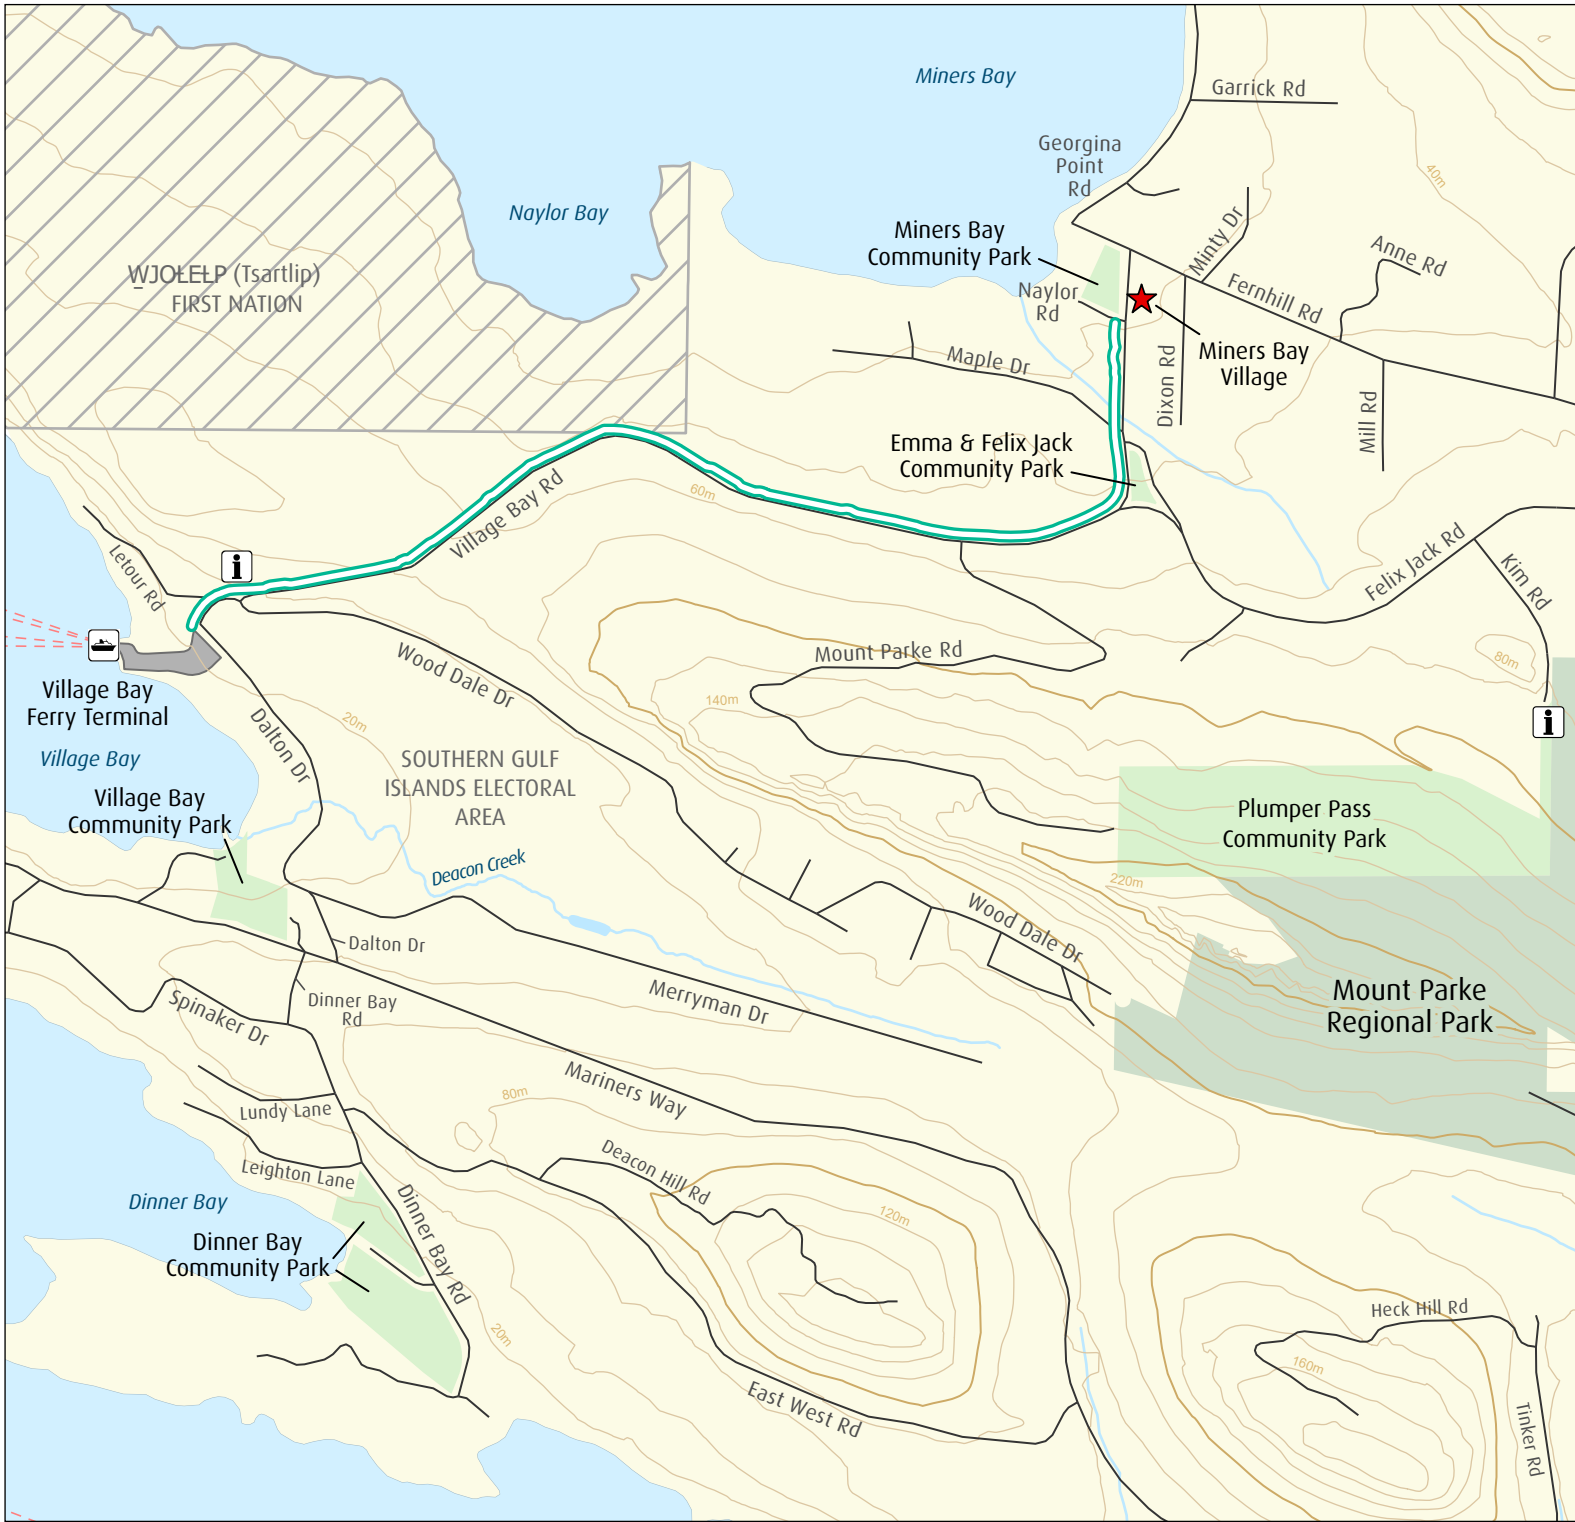 Miners Bay
Garrick Rd
Georgina
Point
Rd
40m
Naylor Bay
Miners Bay
Community Park
Minty Dr
Anne Rd
W̱JOȽEȽP (Tsartlip)
FIRST NATION
Naylor
Rd
Fernhill Rd
Miners Bay
Village
Maple Dr
Dixon Rd
Mill Rd
Emma & Felix Jack
Community Park
60m
Village Bay Rd
Letour Rd
i
Felix Jack Rd
Kim Rd
Wood Dale Dr
Mount Parke Rd
80m
Village Bay
Ferry Terminal
140m
20m
i
Dalton Dr
Village Bay
SOUTHERN GULF
ISLANDS ELECTORAL
AREA
Village Bay
Community Park
Plumper Pass
Community Park
Deacon Creek
220m
Wood Dale Dr
Dalton Dr
Dinner Bay
Rd
Spinaker Dr
Merryman Dr
Mount Parke
Regional Park
Mariners Way
80m
Lundy Lane
Leighton Lane
Deacon Hill Rd
Dinner Bay
Dinner Bay Rd
120m
Dinner Bay
Community Park
20m
Heck Hill Rd
160m
East West Rd
Tinker Rd